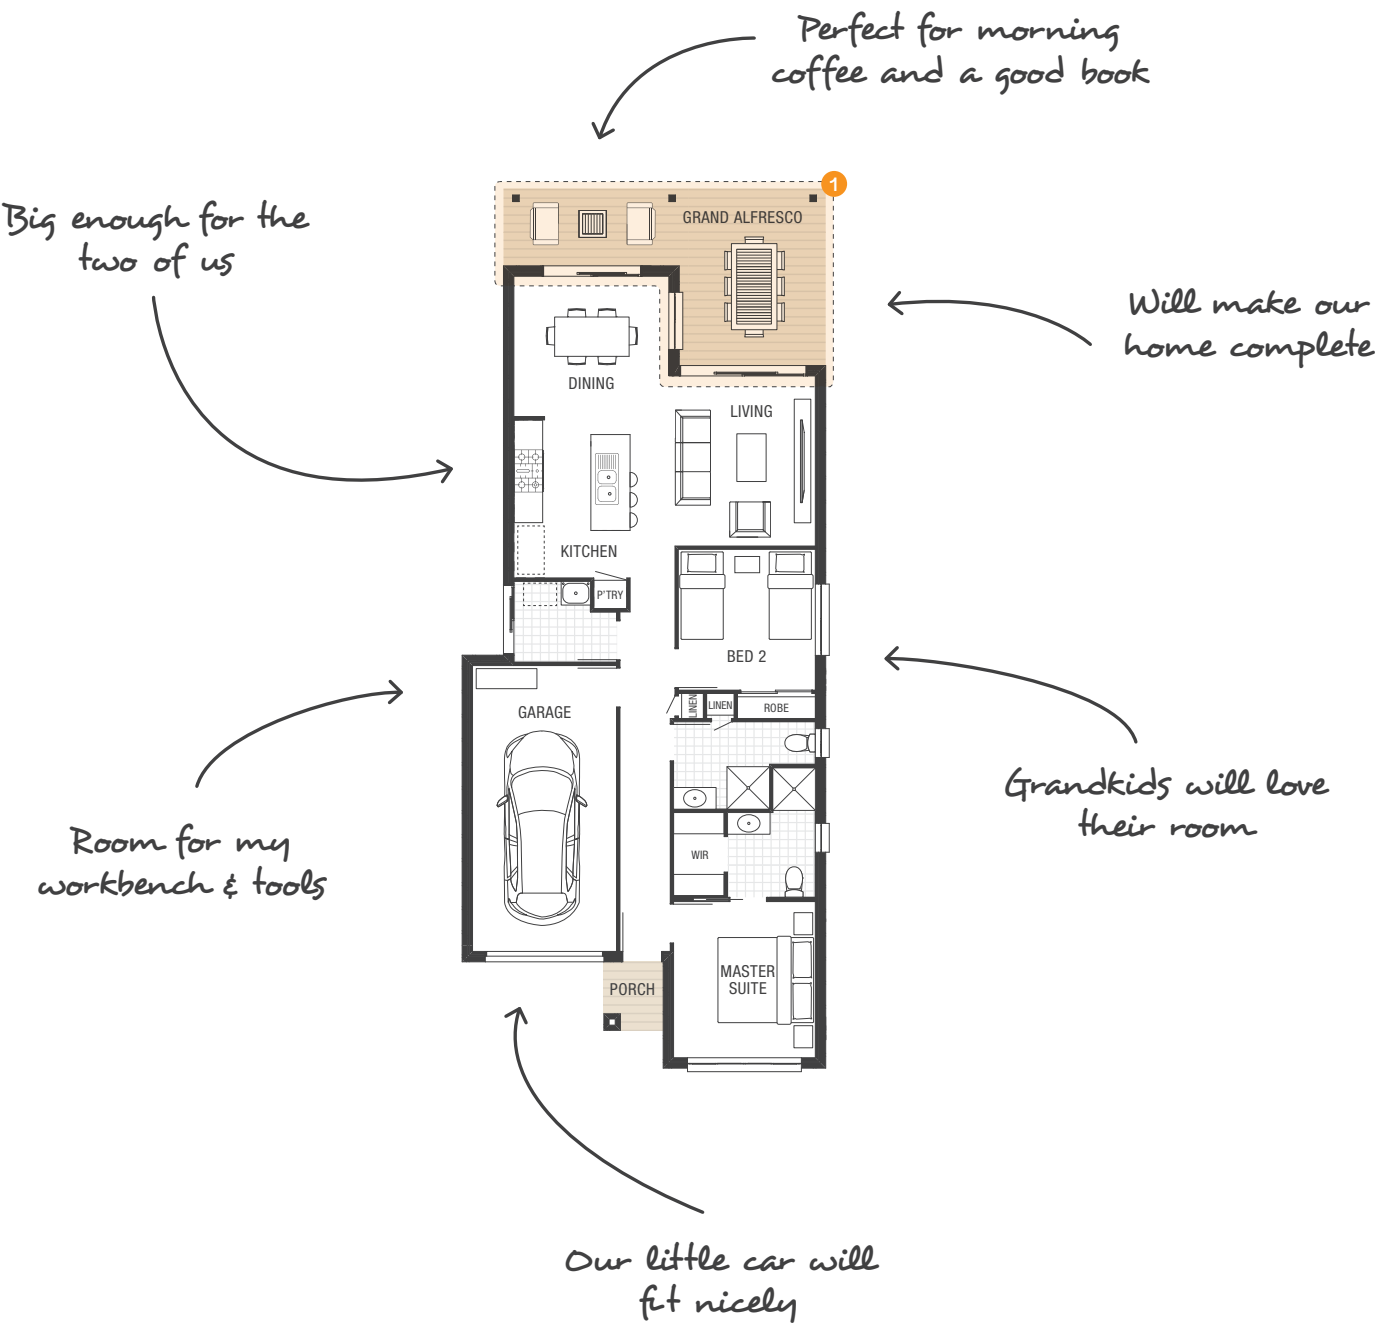 Perfect for morning
coffee and a good book
1
Big enough for the
two of us
GRAND ALFRESCO
Will make our
home complete
DINING
LIVING
KITCHEN
P'TRY
BED 2
LINEN
LINEN
ROBE
GARAGE
Grandkids will love
their room
Room for my
workbench & tools
WIR
MASTER
SUITE
PORCH
Our little car will
fit nicely